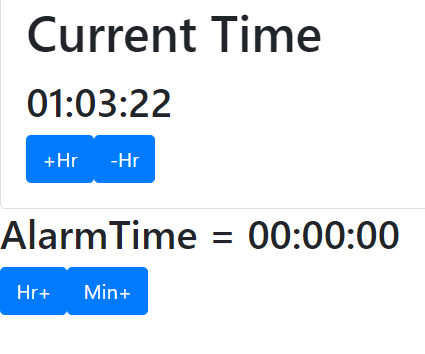 Current Time
01:03:22
+Hr -Hr
AlarmTime = 00:00:00
Hr+ Min+